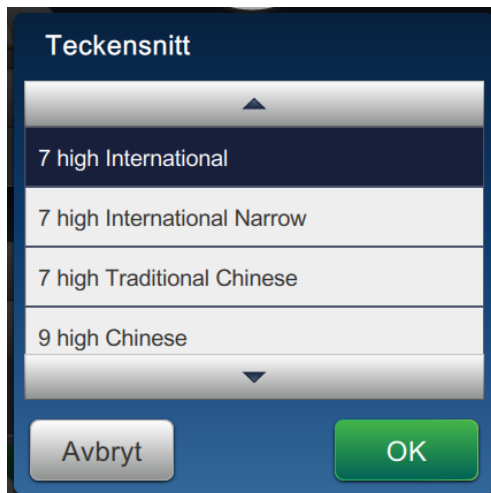 Teckensnitt
7 high International
7 high International Narrow
7 high Traditional Chinese
9 high Chinese
Avbryt
OK